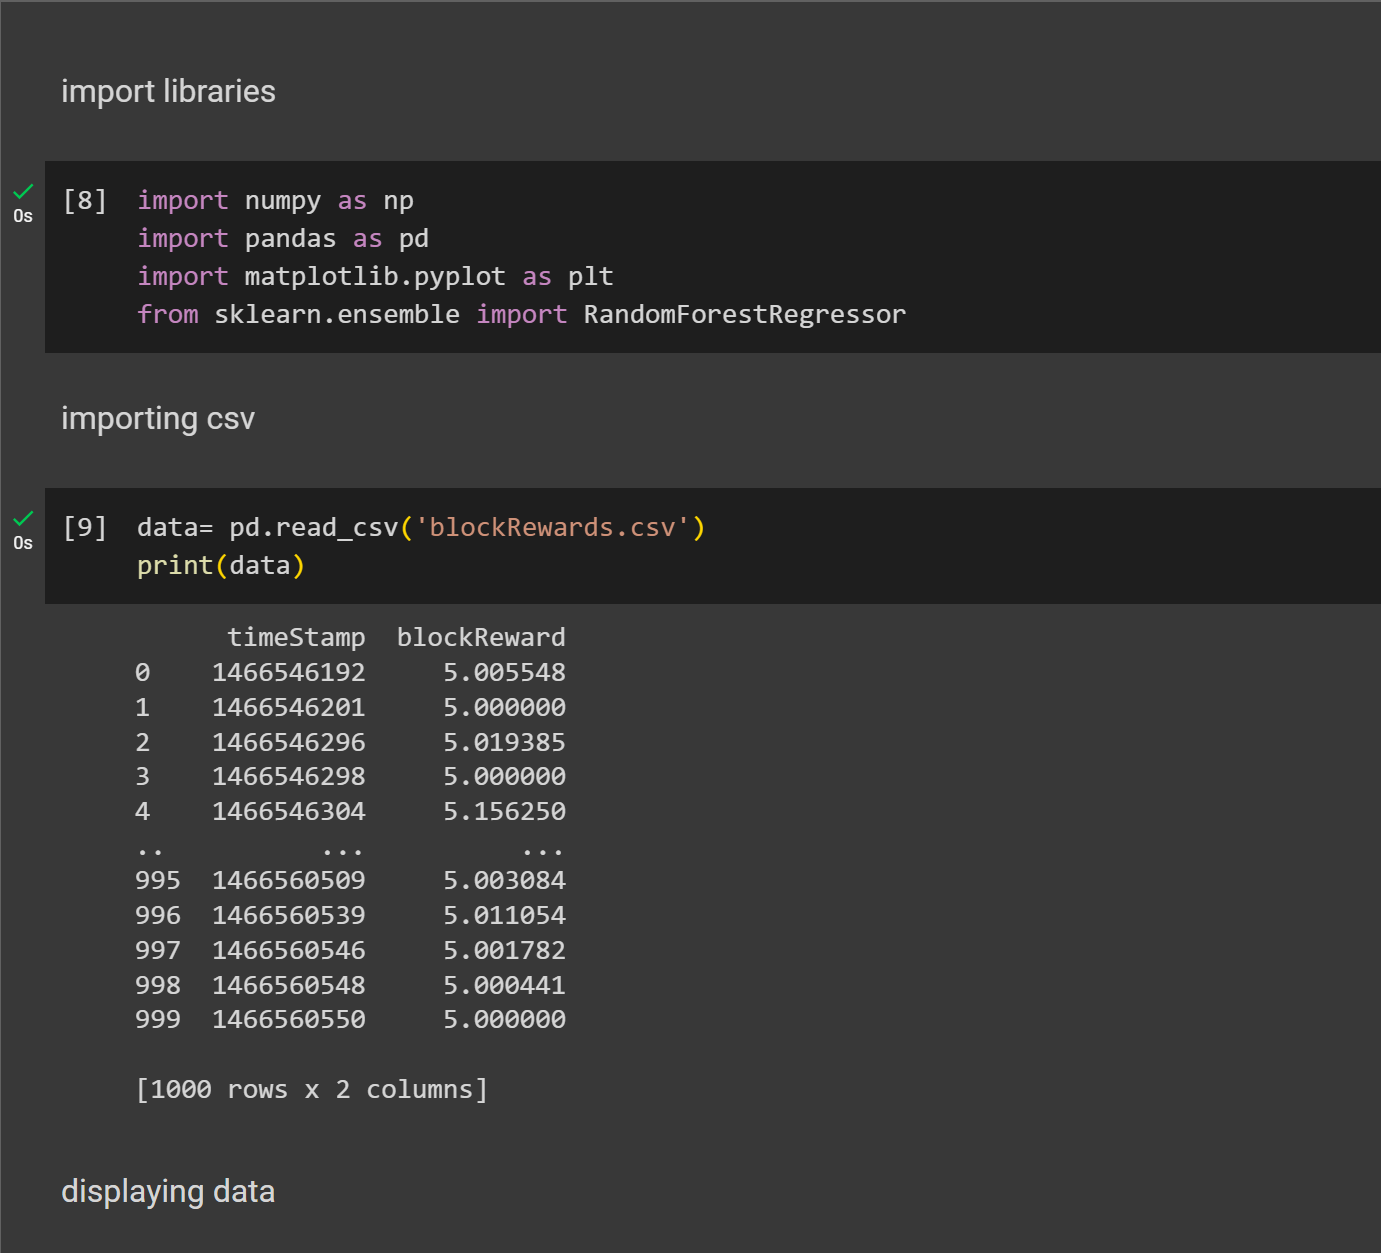 import libraries
0s
[8] import numpy as np
import pandas as pd
import matplotlib.pyplot as plt
from sklearn.ensemble import RandomForestRegressor
importing csv
0s
[9] data= pd.read_csv('blockRewards.csv')
print(data)
timeStamp blockReward
0 1466546192 5.005548
1 1466546201 5.000000
2 1466546296 5.019385
3 1466546298 5.000000
4 1466546304 5.156250
.. ... ...
995 1466560509 5.003084
996 1466560539 5.011054
997 1466560546 5.001782
998 1466560548 5.000441
999 1466560550 5.000000
[1000 rows x 2 columns]
displaying data